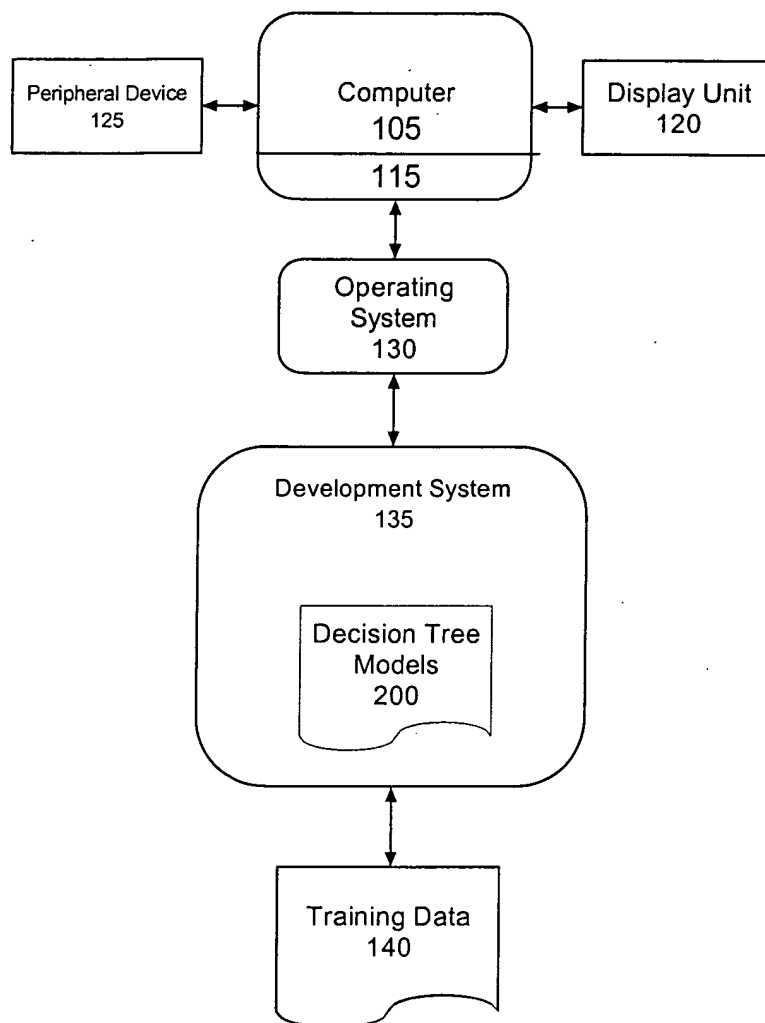 Peripheral Device
125
Computer
105
115
Display Unit
120
Operating
System
130
Development System
135
Decision Tree
Models
200
Training Data
140